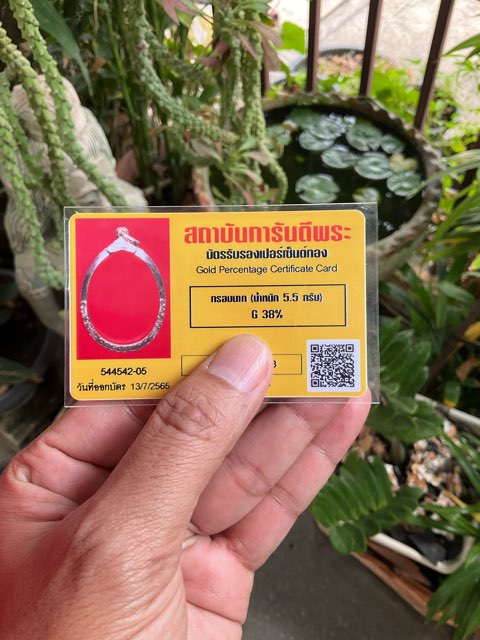 สถาบันการันตีพระ
บัตรรับรองเปอร์เซ็นต์ทอง
Gold Percentage Certificate Card
กรอบนาก (น้ำหนัก 5.5 กรัม)
G 38%
544542-05
วันที่ออกบัตร 13/7/2565